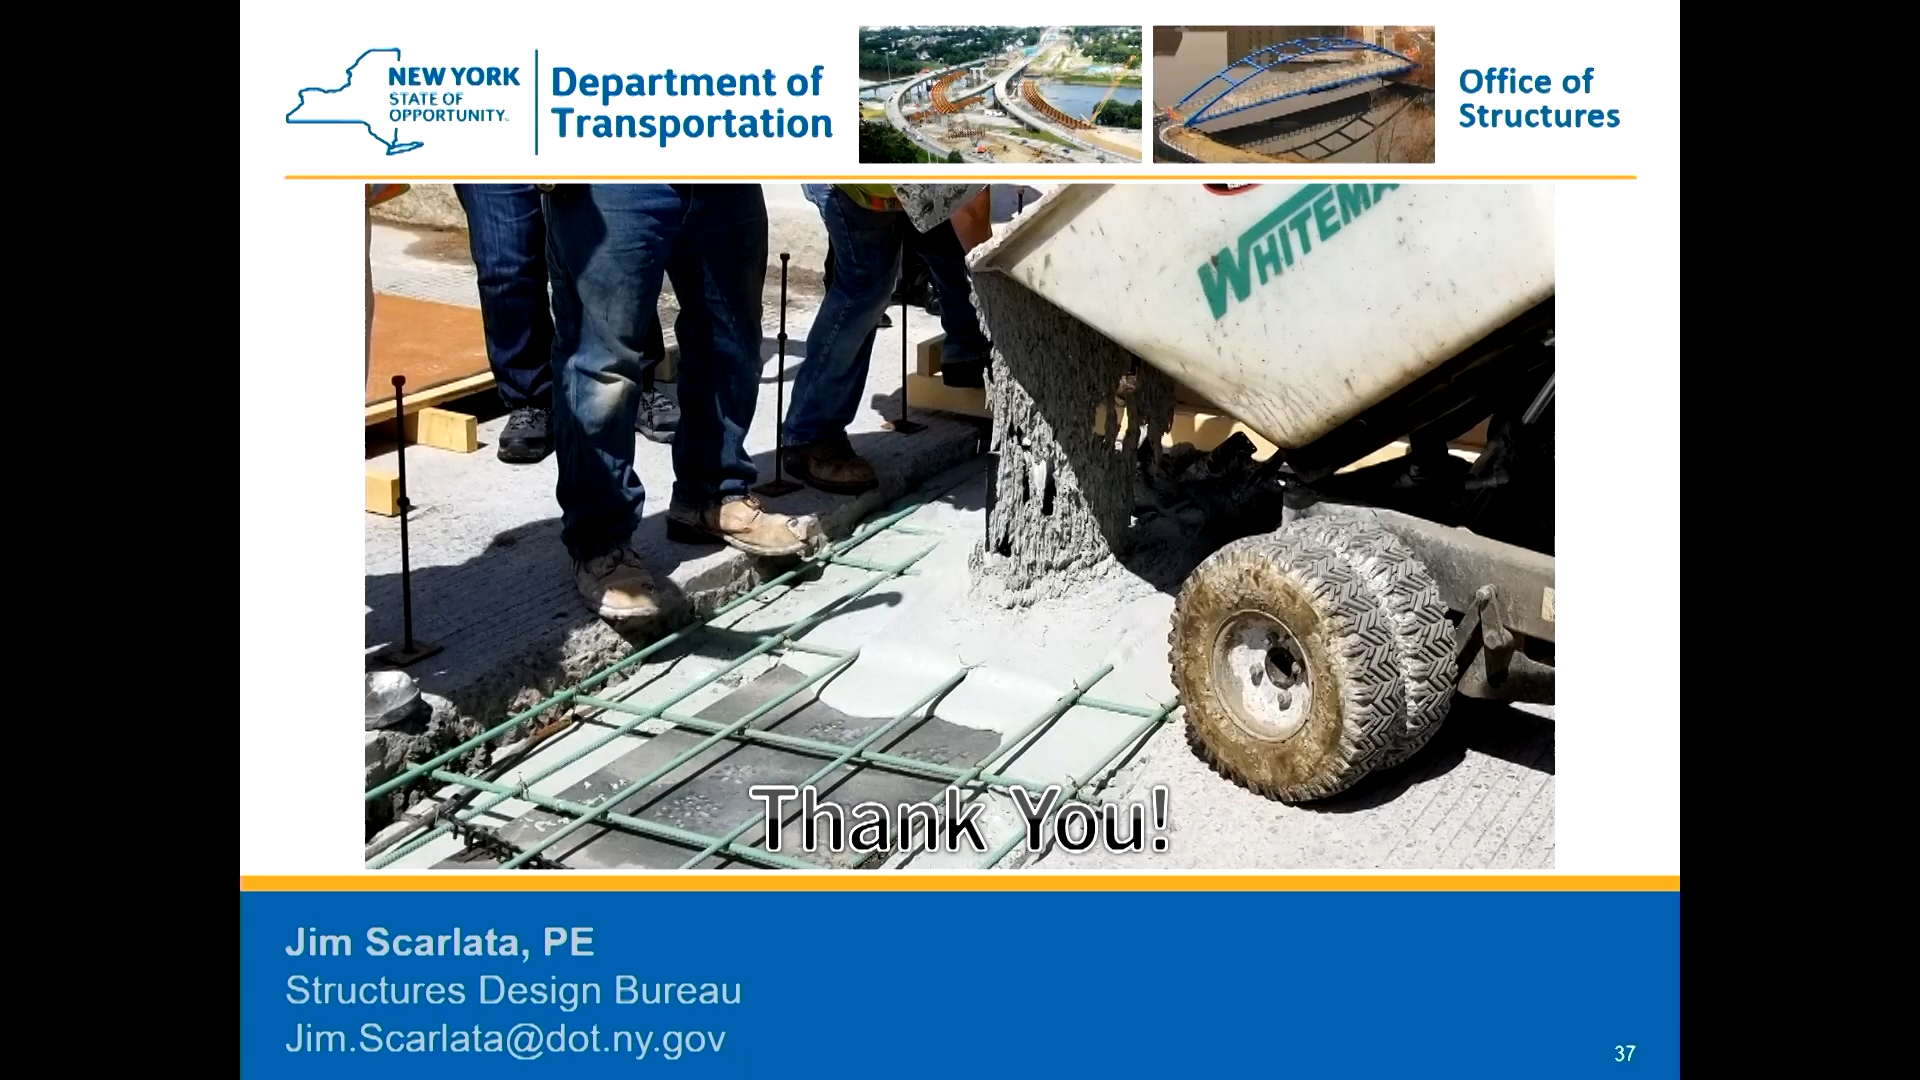 NEW YORK
STATE OF
OPPORTUNITY.
Department of
Transportation
Office of
Structures
Thank You!
Jim Scarlata, PE
Structures Design Bureau
Jim.Scarlata@dot.ny.gov
37